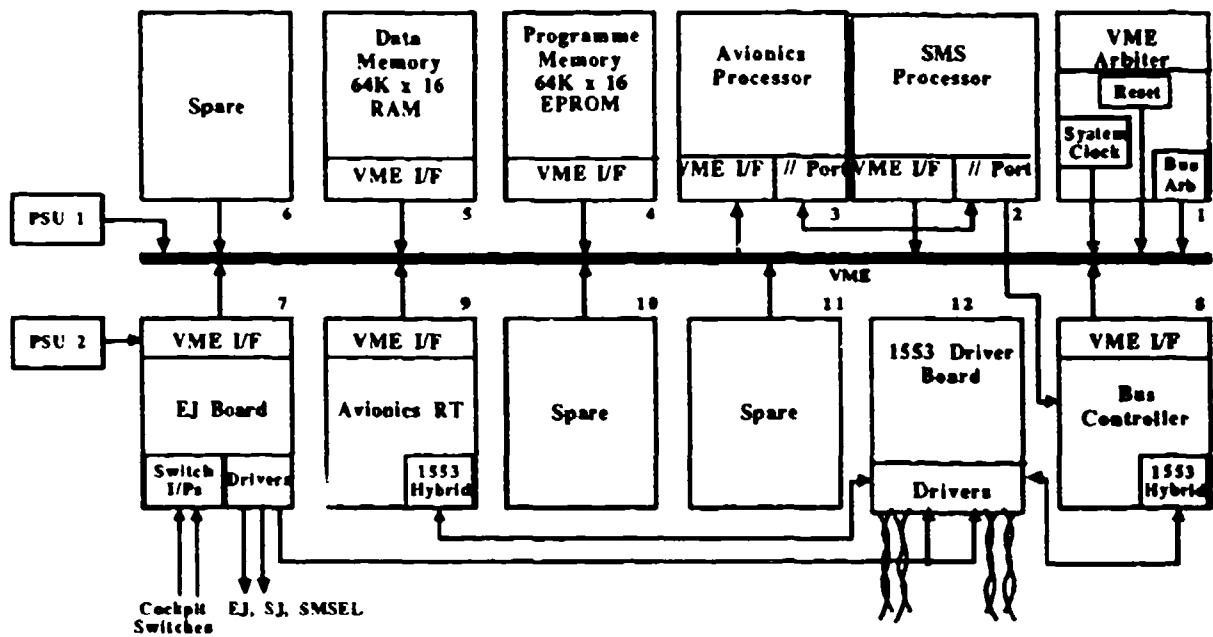 Spare
6
Data
Memory
64K x 16
RAM
VME I/F
5
Programme
Memory
64K x 16
EPROM
VME I/F
4
Avionics
Processor
VME I/F
// Port
3
SMS
Processor
VME I/F
// Port
2
VME
Arbiter
Reset
System
Clock
Bus
Arb
1
PSU 1
VME
PSU 2
7
VME I/F
EJ Board
Switch
I/Ps
Drivers
Cockpit
Switches
EJ, SJ, SMSEL
9
VME I/F
Avionics RT
1553
Hybrid
10
Spare
11
Spare
12
1553 Driver
Board
Drivers
8
VME I/F
Bus
Controller
1553
Hybrid